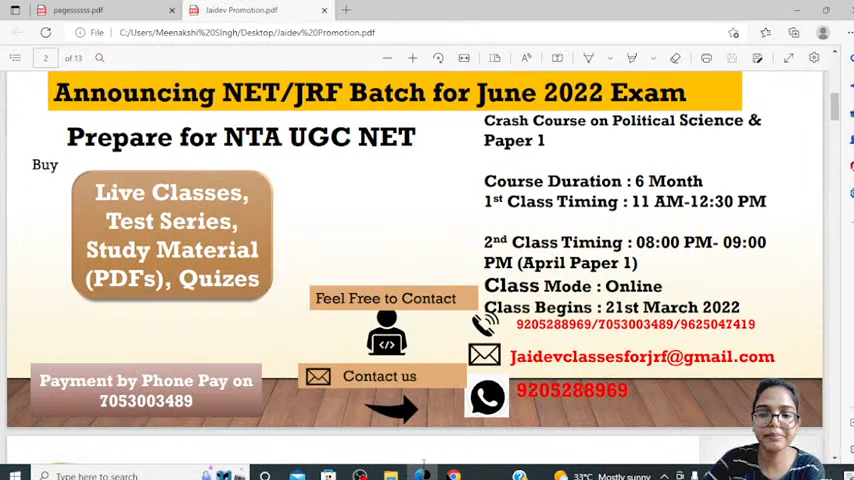 pagessssss.pdf
Jaidev Promotion.pdf
File
C:/Users/Meenakshi%20SIngh/Desktop/Jaidev%20Promotion.pdf
2
of 13
Announcing NET/JRF Batch for June 2022 Exam
Prepare for NTA UGC NET
Buy
Live Classes,
Test Series,
Study Material
(PDFs), Quizes
Crash Course on Political Science &
Paper 1
Course Duration : 6 Month
1st Class Timing : 11 AM-12:30 PM
2nd Class Timing : 08:00 PM- 09:00
PM (April Paper 1)
Class Mode : Online
Class Begins : 21st March 2022
Feel Free to Contact
9205288969/7053003489/9625047419
Jaidevclassesforjrf@gmail.com
Contact us
9205288969
Payment by Phone Pay on
7053003489
Type here to search
33°C Mostly sunny